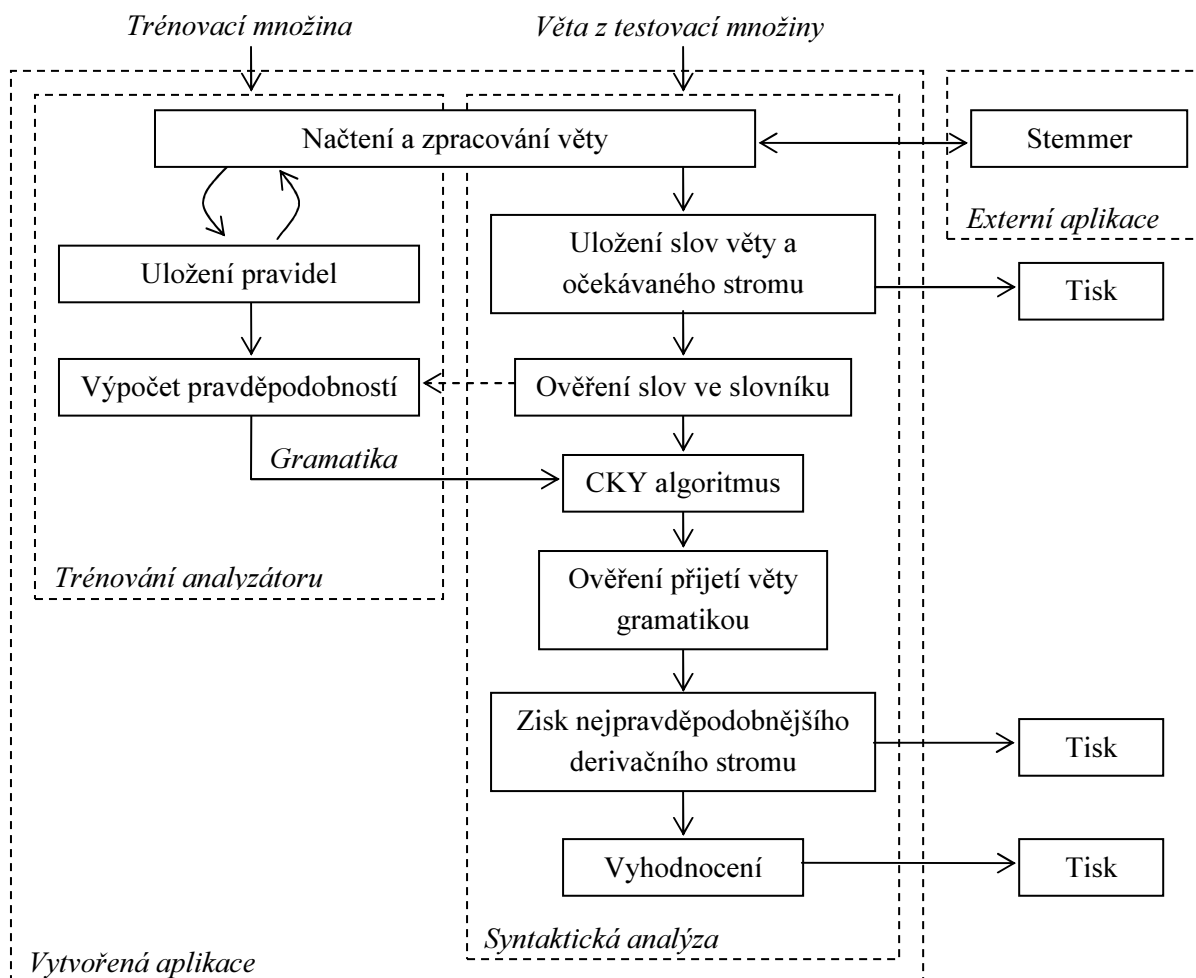 Trénovací množina
Věta z testovací množiny
Načtení a zpracování věty
Stemmer
Externí aplikace
Uložení pravidel
Uložení slov věty a
očekávaného stromu
Tisk
Výpočet pravděpodobností
Ověření slov ve slovníku
Gramatika
CKY algoritmus
Trénování analyzátoru
Ověření přijetí věty
gramatikou
Zisk nejpravděpodobnějšího
derivačního stromu
Tisk
Vyhodnocení
Tisk
Syntaktická analýza
Vytvořená aplikace